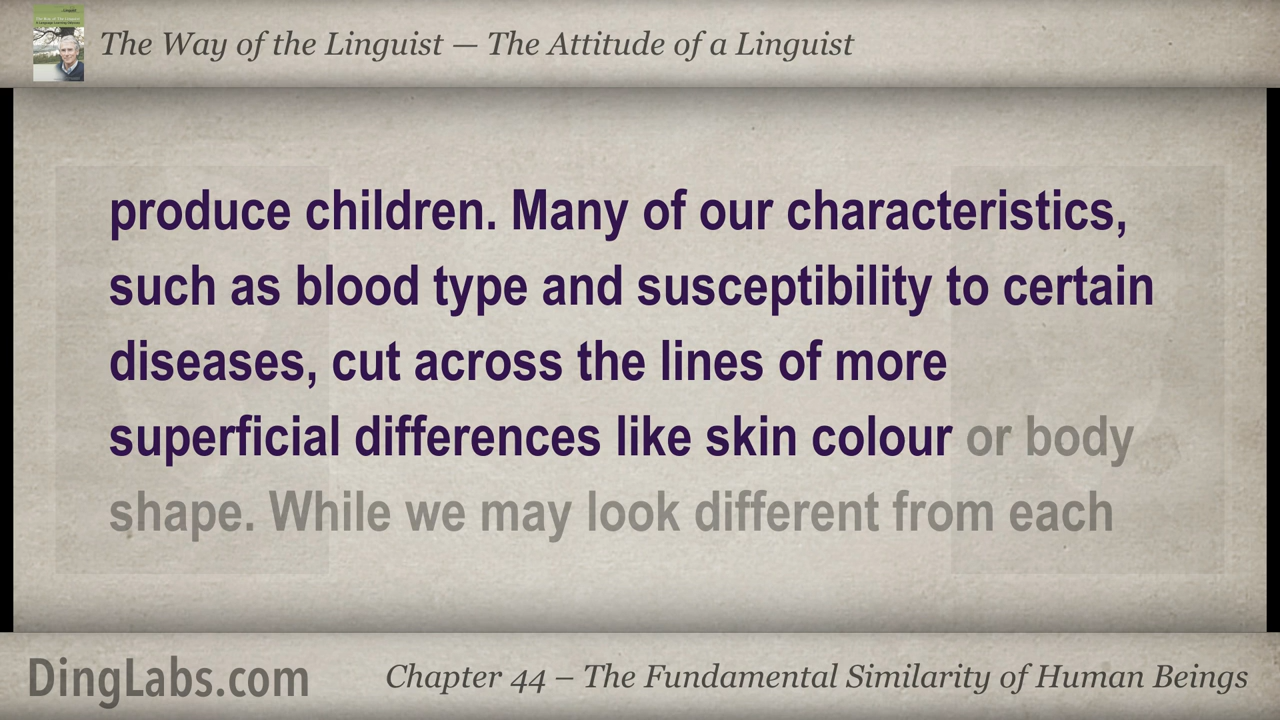 The Way of the Linguist — The Attitude of a Linguist
produce children. Many of our characteristics,
such as blood type and susceptibility to certain
diseases, cut across the lines of more
superficial differences like skin colour or body
shape. While we may look different from each
DingLabs.com
Chapter 44 – The Fundamental Similarity of Human Beings